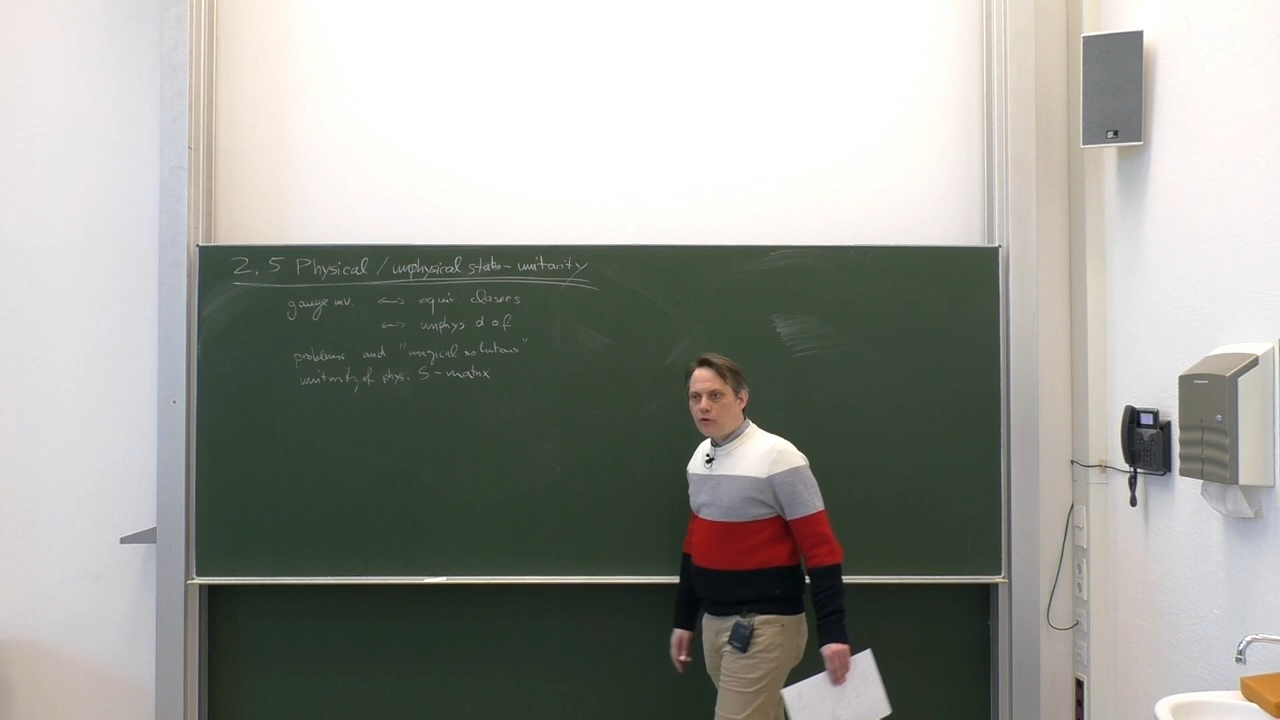 2.5 Physical / unphysical states - unitarity
gauge inv. ⟷ equiv. classes
⟷ unphys d of
problems and "magical solutions"
unitarity of phys. S-matrix